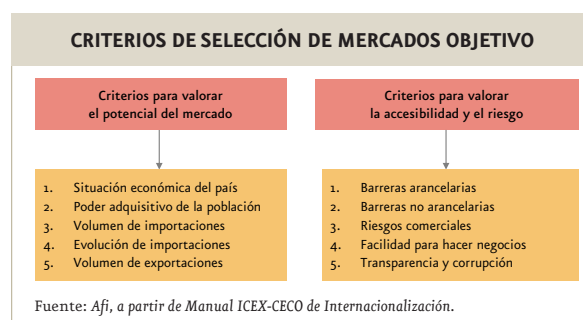 CRITERIOS DE SELECCIÓN DE MERCADOS OBJETIVO
Criterios para valorar
el potencial del mercado
1. Situación económica del país
2. Poder adquisitivo de la población
3. Volumen de importaciones
4. Evolución de importaciones
5. Volumen de exportaciones
Criterios para valorar
la accesibilidad y el riesgo
1. Barreras arancelarias
2. Barreras no arancelarias
3. Riesgos comerciales
4. Facilidad para hacer negocios
5. Transparencia y corrupción
Fuente: Afi, a partir de Manual ICEX-CECO de Internacionalización.